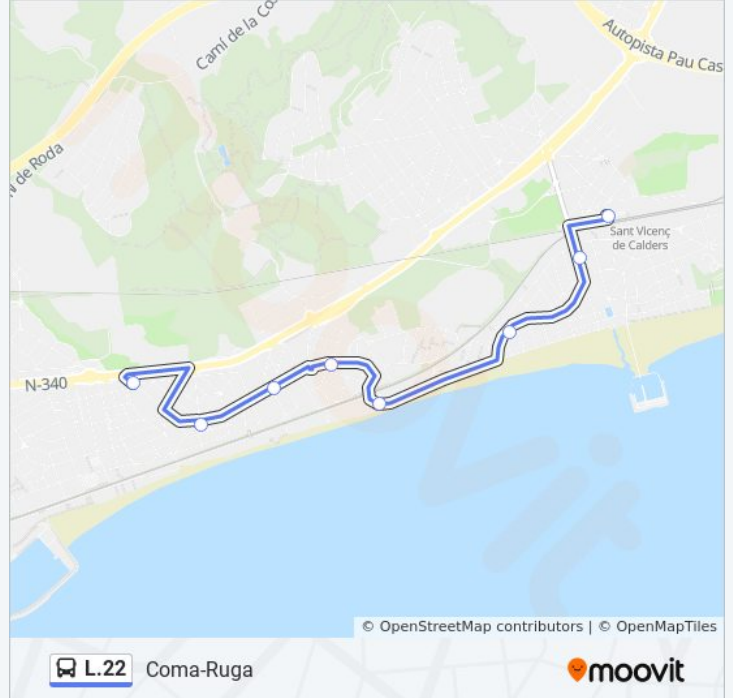 Camí de la Co
Autopista Pau Cas
N de Roda
Sant Vicenç
de Calders
N-340
© OpenStreetMap contributors | © OpenMapTiles
L.22 Coma-Ruga
moovit